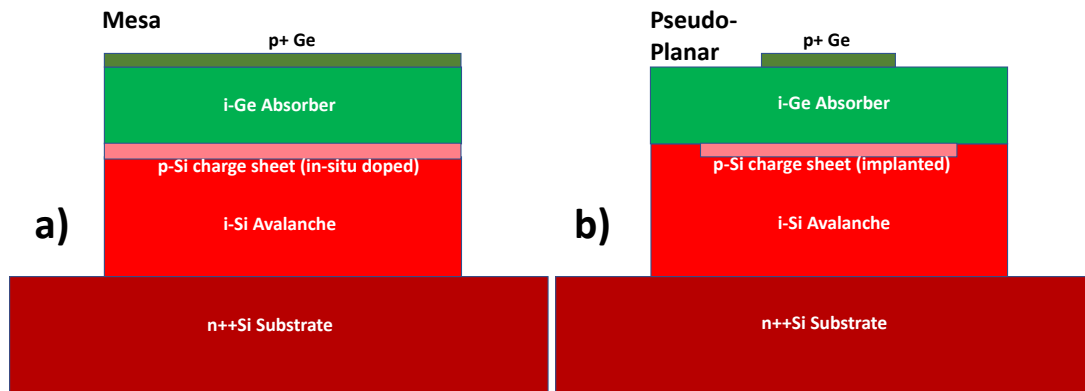 Mesa
p+ Ge
i-Ge Absorber
p-Si charge sheet (in-situ doped)
a)
i-Si Avalanche
n++Si Substrate
Pseudo-
Planar
p+ Ge
i-Ge Absorber
p-Si charge sheet (implanted)
b)
i-Si Avalanche
n++Si Substrate